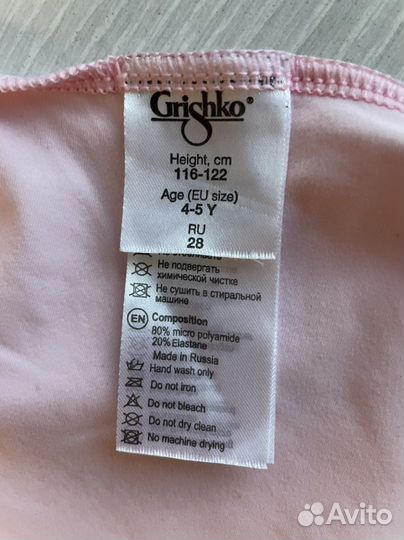 Grishko®
Height, cm
116-122
Age (EU size)
4-5 Y
RU
28
Не подвергать
химической чистке
Не сушить в стиральной
машине
EN Composition
80% micro polyamide
20% Elastane
Made in Russia
Hand wash only
Do not iron
Do not bleach
Do not dry clean
No machine drying
Avito